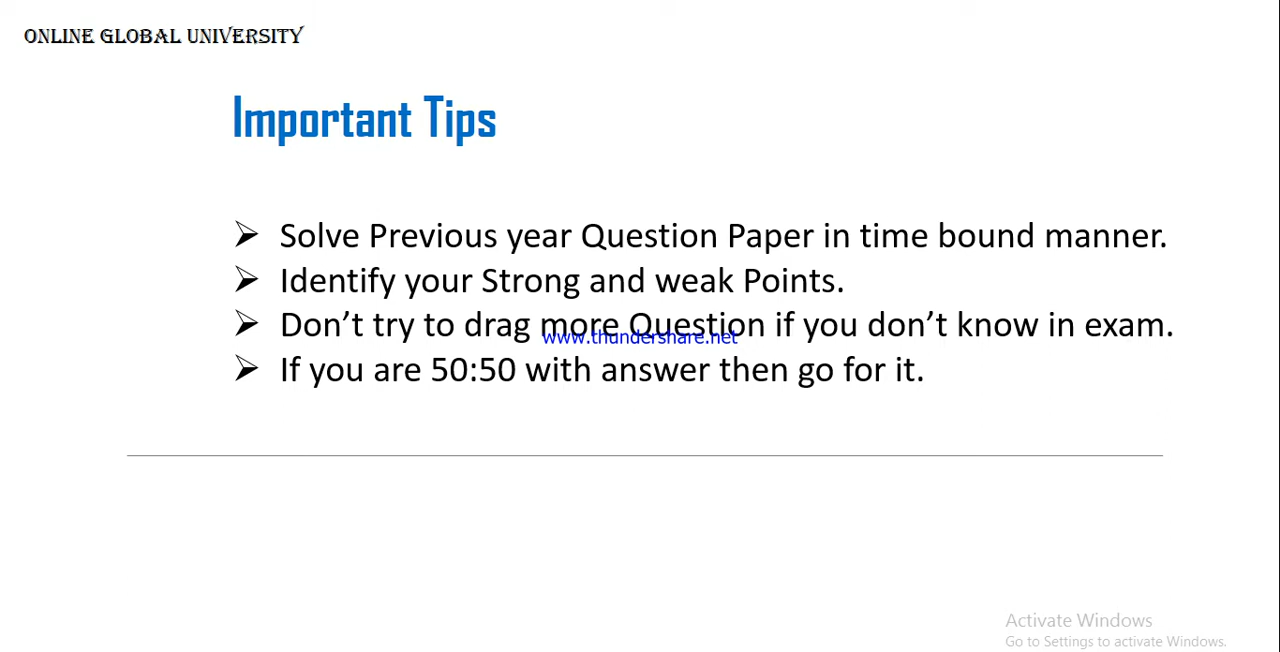 ONLINE GLOBAL UNIVERSITY
Important Tips
➢ Solve Previous year Question Paper in time bound manner.
➢ Identify your Strong and weak Points.
➢ Don’t try to drag more Question if you don’t know in exam.
www.thundershare.net
➢ If you are 50:50 with answer then go for it.
Activate Windows
Go to Settings to activate Windows.